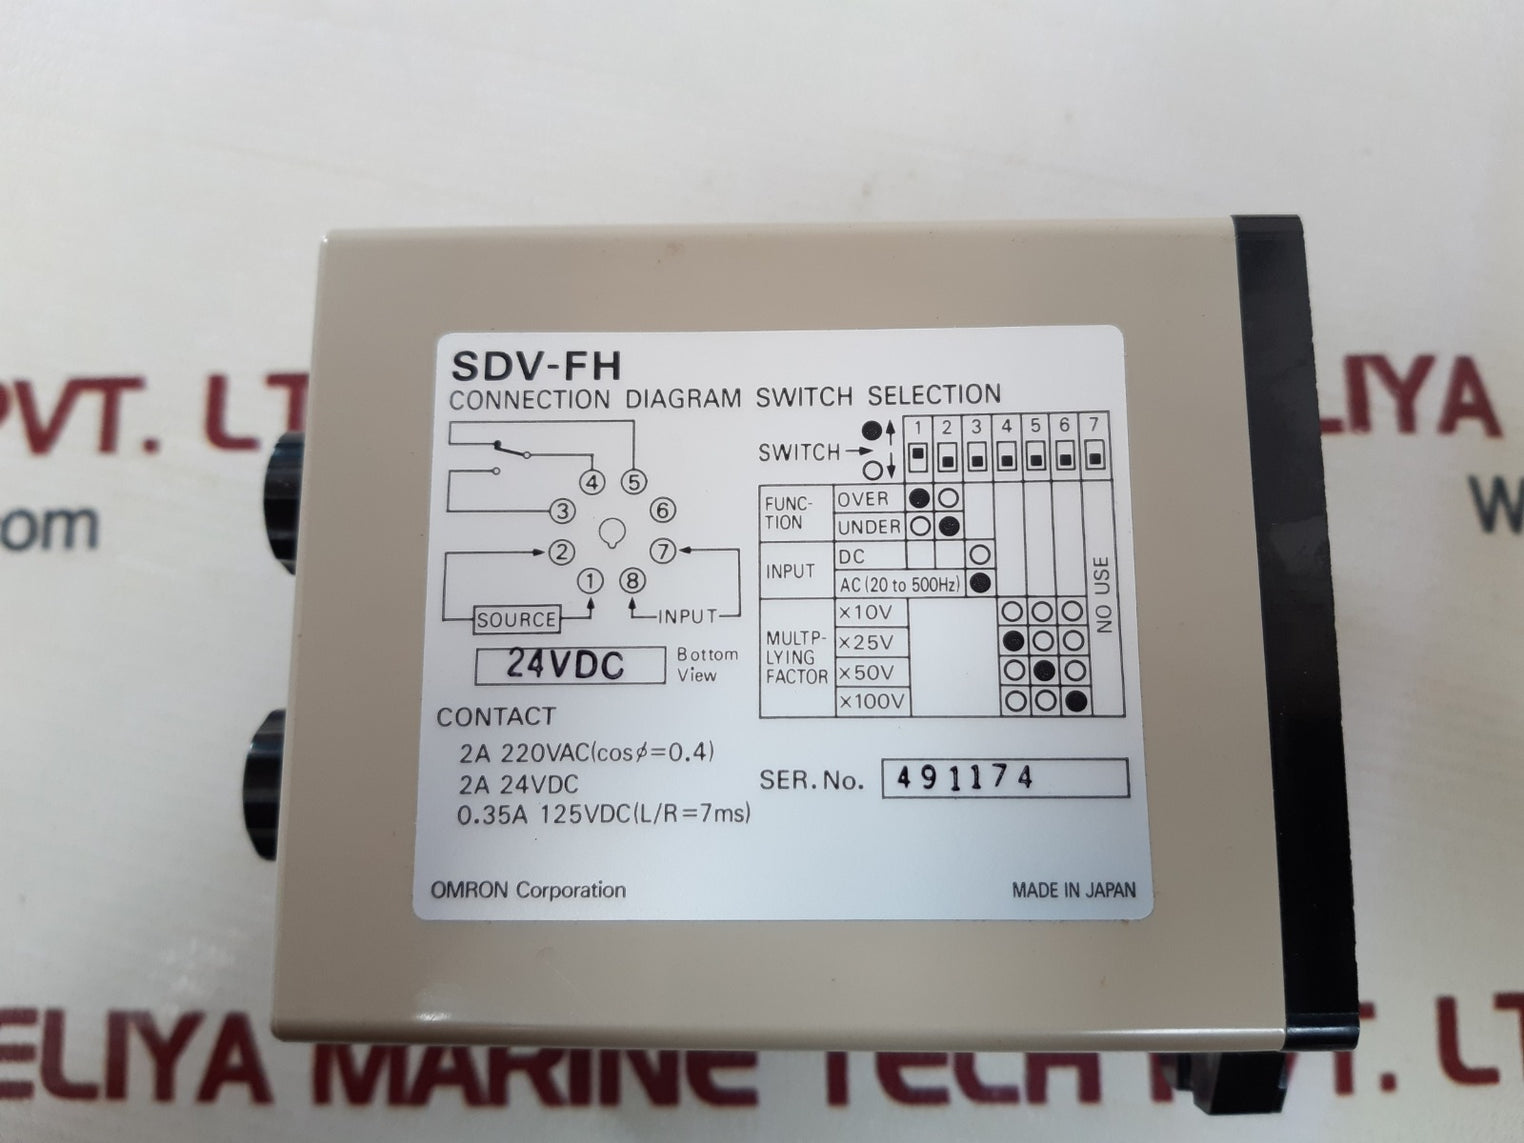 SDV-FH
CONNECTION DIAGRAM SWITCH SELECTION
4 5
3 6
2 7
1 8
SOURCE
INPUT
24VDC
Bottom
View
CONTACT
2A 220VAC(cosφ=0.4)
2A 24VDC
0.35A 125VDC(L/R=7ms)
OMRON Corporation
SWITCH
1 2 3 4 5 6 7
FUNC-
TION
OVER
UNDER
INPUT
DC
AC(20 to 500Hz)
MULTP-
LYING
FACTOR
×10V
×25V
×50V
×100V
NO USE
SER. No. 491174
MADE IN JAPAN
PVT. LT
LIYA
com
W
ELIYA MARINE TECH PVT. LT